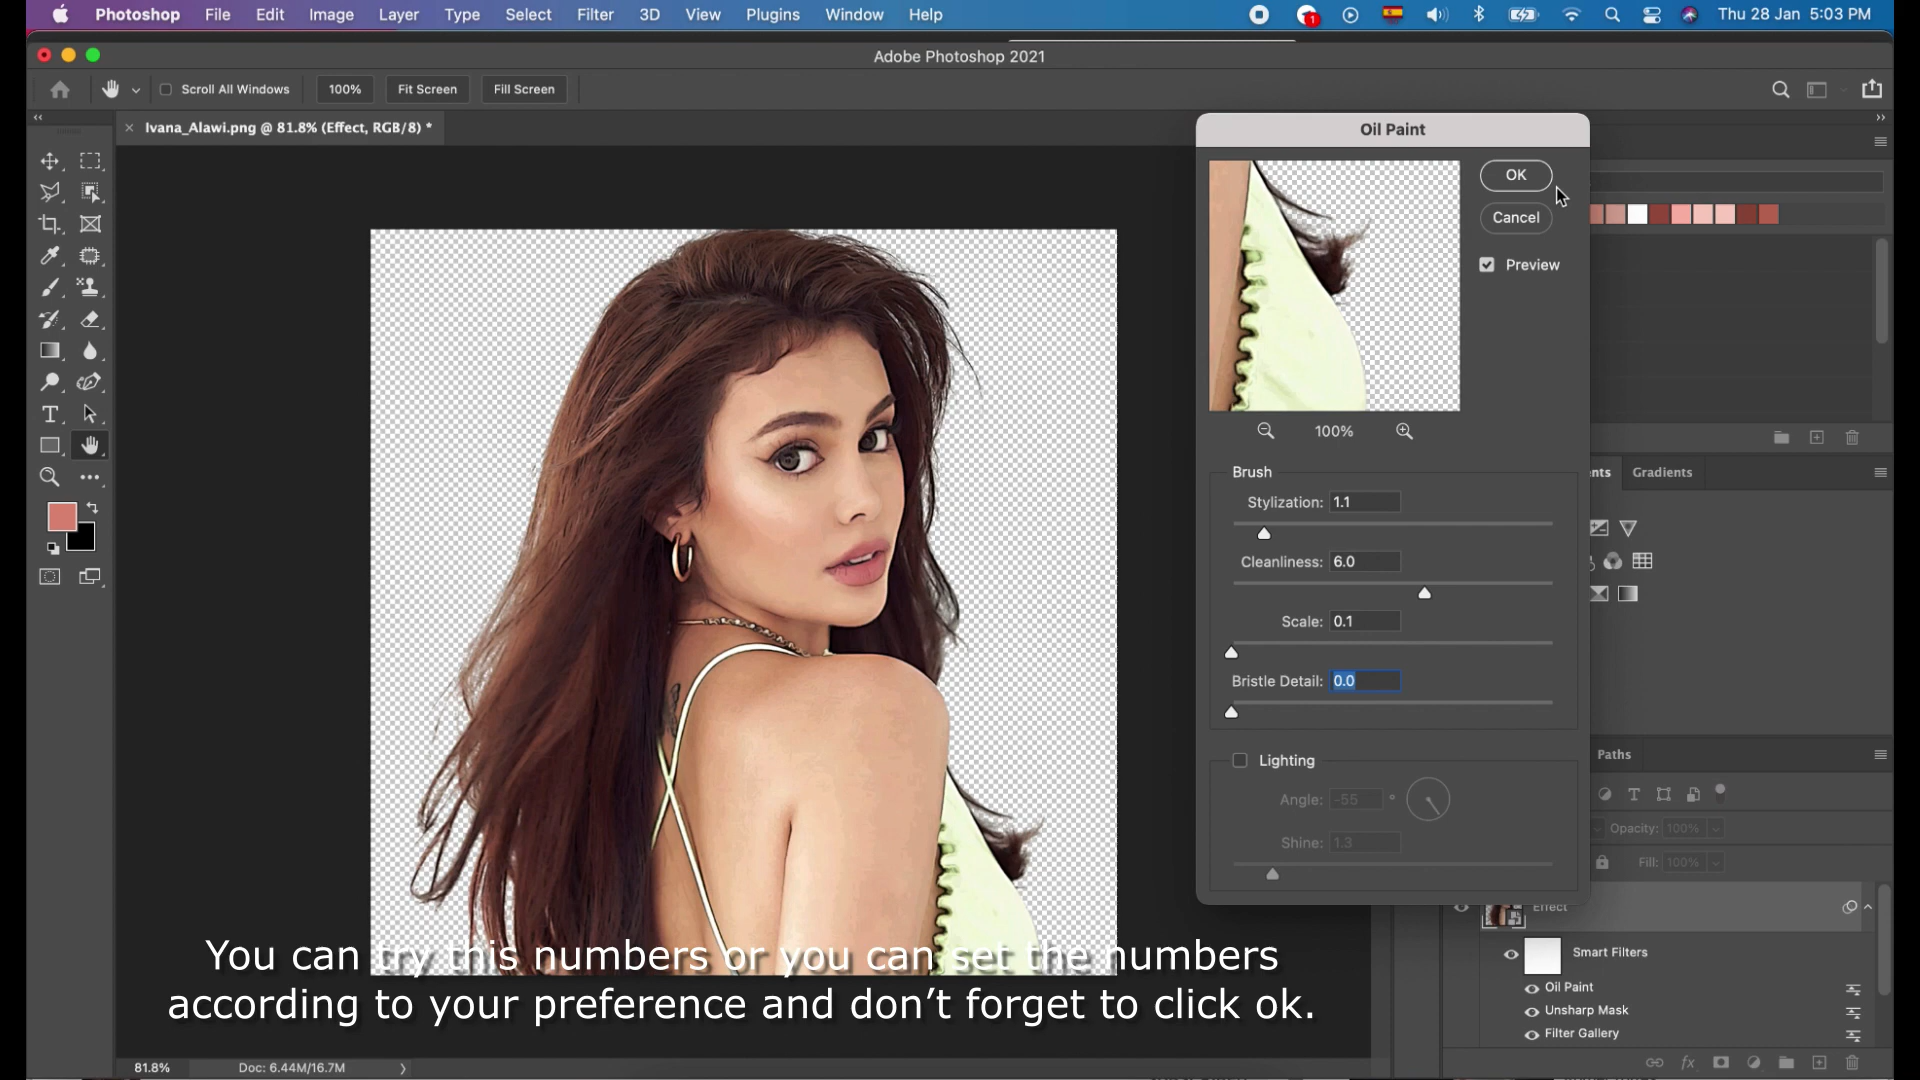 Photoshop File Edit Image Layer Type Select Filter 3D View Plugins Window Help
1
Thu 28 Jan 5:03 PM
Adobe Photoshop 2021
Scroll All Windows 100% Fit Screen Fill Screen
Ivana_Alawi.png @ 81.8% (Effect, RGB/8) *
Oil Paint
OK
Cancel
Preview
100%
Brush
Stylization: 1.1
Cleanliness: 6.0
Scale: 0.1
Bristle Detail: 0.0
Lighting
Angle: -55 °
Shine: 1.3
nts Gradients
Paths
Opacity: 100%
Fill: 100%
Effect
Smart Filters
Oil Paint
Unsharp Mask
Filter Gallery
fx
You can try this numbers or you can set the numbers
according to your preference and don't forget to click ok.
81.8% Doc: 6.44M/16.7M